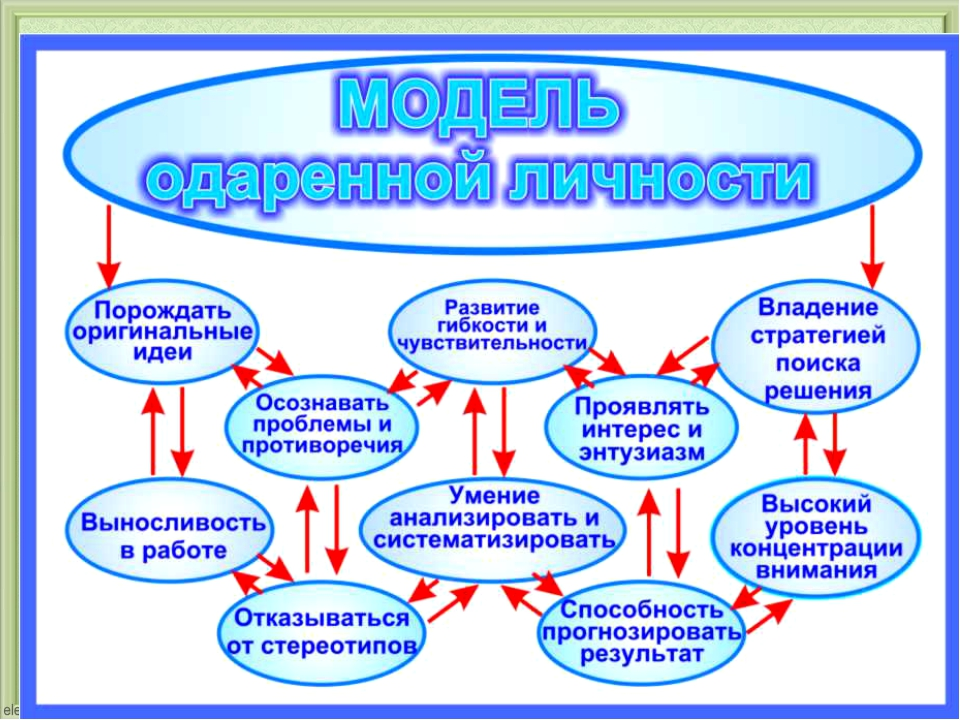 МОДЕЛЬ
одаренной личности
Порождать
оригинальные
идеи
Развитие
гибкости и
чувствительности
Владение
стратегией
поиска
решения
Осознавать
проблемы и
противоречия
Проявлять
интерес и
энтузиазм
Выносливость
в работе
Умение
анализировать и
систематизировать
Высокий
уровень
концентрации
внимания
Отказываться
от стереотипов
Способность
прогнозировать
результат